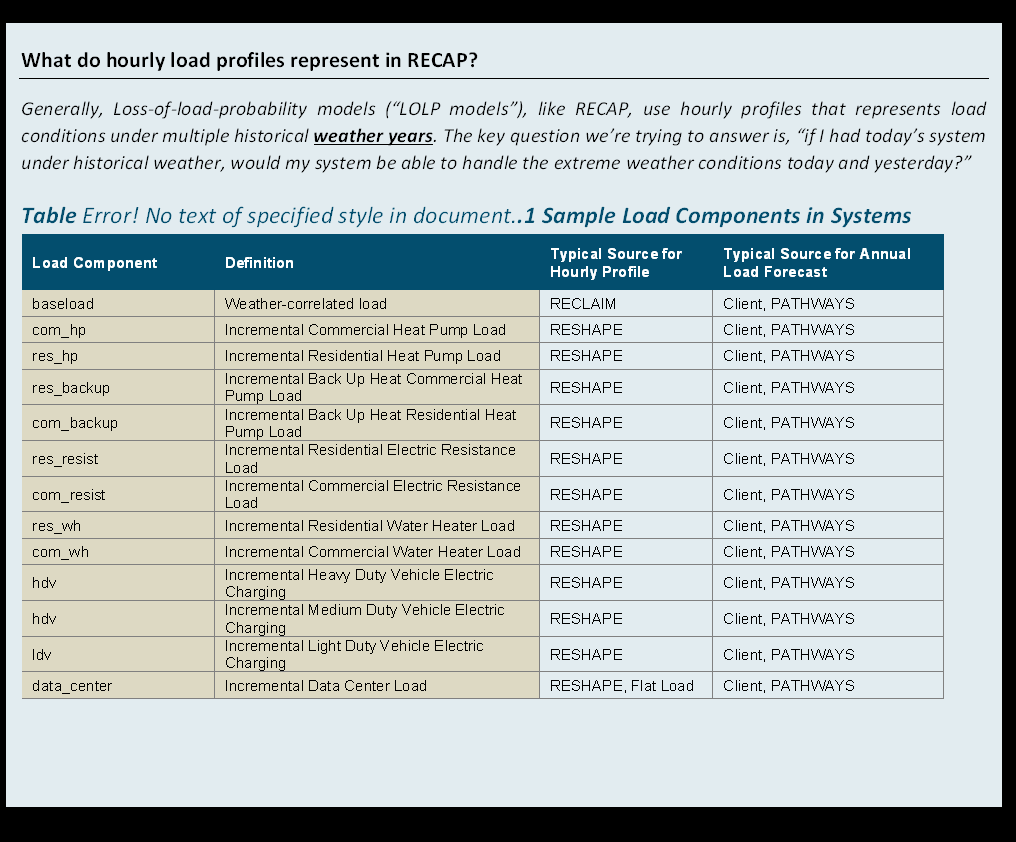 What do hourly load profiles represent in RECAP?
Generally, Loss-of-load-probability models (“LOLP models”), like RECAP, use hourly profiles that represents load
conditions under multiple historical weather years. The key question we’re trying to answer is, “if I had today’s system
under historical weather, would my system be able to handle the extreme weather conditions today and yesterday?”
Table Error! No text of specified style in document..1 Sample Load Components in Systems
Load Component Definition Typical Source for Hourly Profile Typical Source for Annual Load Forecast
baseload Weather-correlated load RECLAIM Client, PATHWAYS
com_hp Incremental Commercial Heat Pump Load RESHAPE Client, PATHWAYS
res_hp Incremental Residential Heat Pump Load RESHAPE Client, PATHWAYS
res_backup Incremental Back Up Heat Commercial Heat Pump Load RESHAPE Client, PATHWAYS
com_backup Incremental Back Up Heat Residential Heat Pump Load RESHAPE Client, PATHWAYS
res_resist Incremental Residential Electric Resistance Load RESHAPE Client, PATHWAYS
com_resist Incremental Commercial Electric Resistance Load RESHAPE Client, PATHWAYS
res_wh Incremental Residential Water Heater Load RESHAPE Client, PATHWAYS
com_wh Incremental Commercial Water Heater Load RESHAPE Client, PATHWAYS
hdv Incremental Heavy Duty Vehicle Electric Charging RESHAPE Client, PATHWAYS
hdv Incremental Medium Duty Vehicle Electric Charging RESHAPE Client, PATHWAYS
ldv Incremental Light Duty Vehicle Electric Charging RESHAPE Client, PATHWAYS
data_center Incremental Data Center Load RESHAPE, Flat Load Client, PATHWAYS